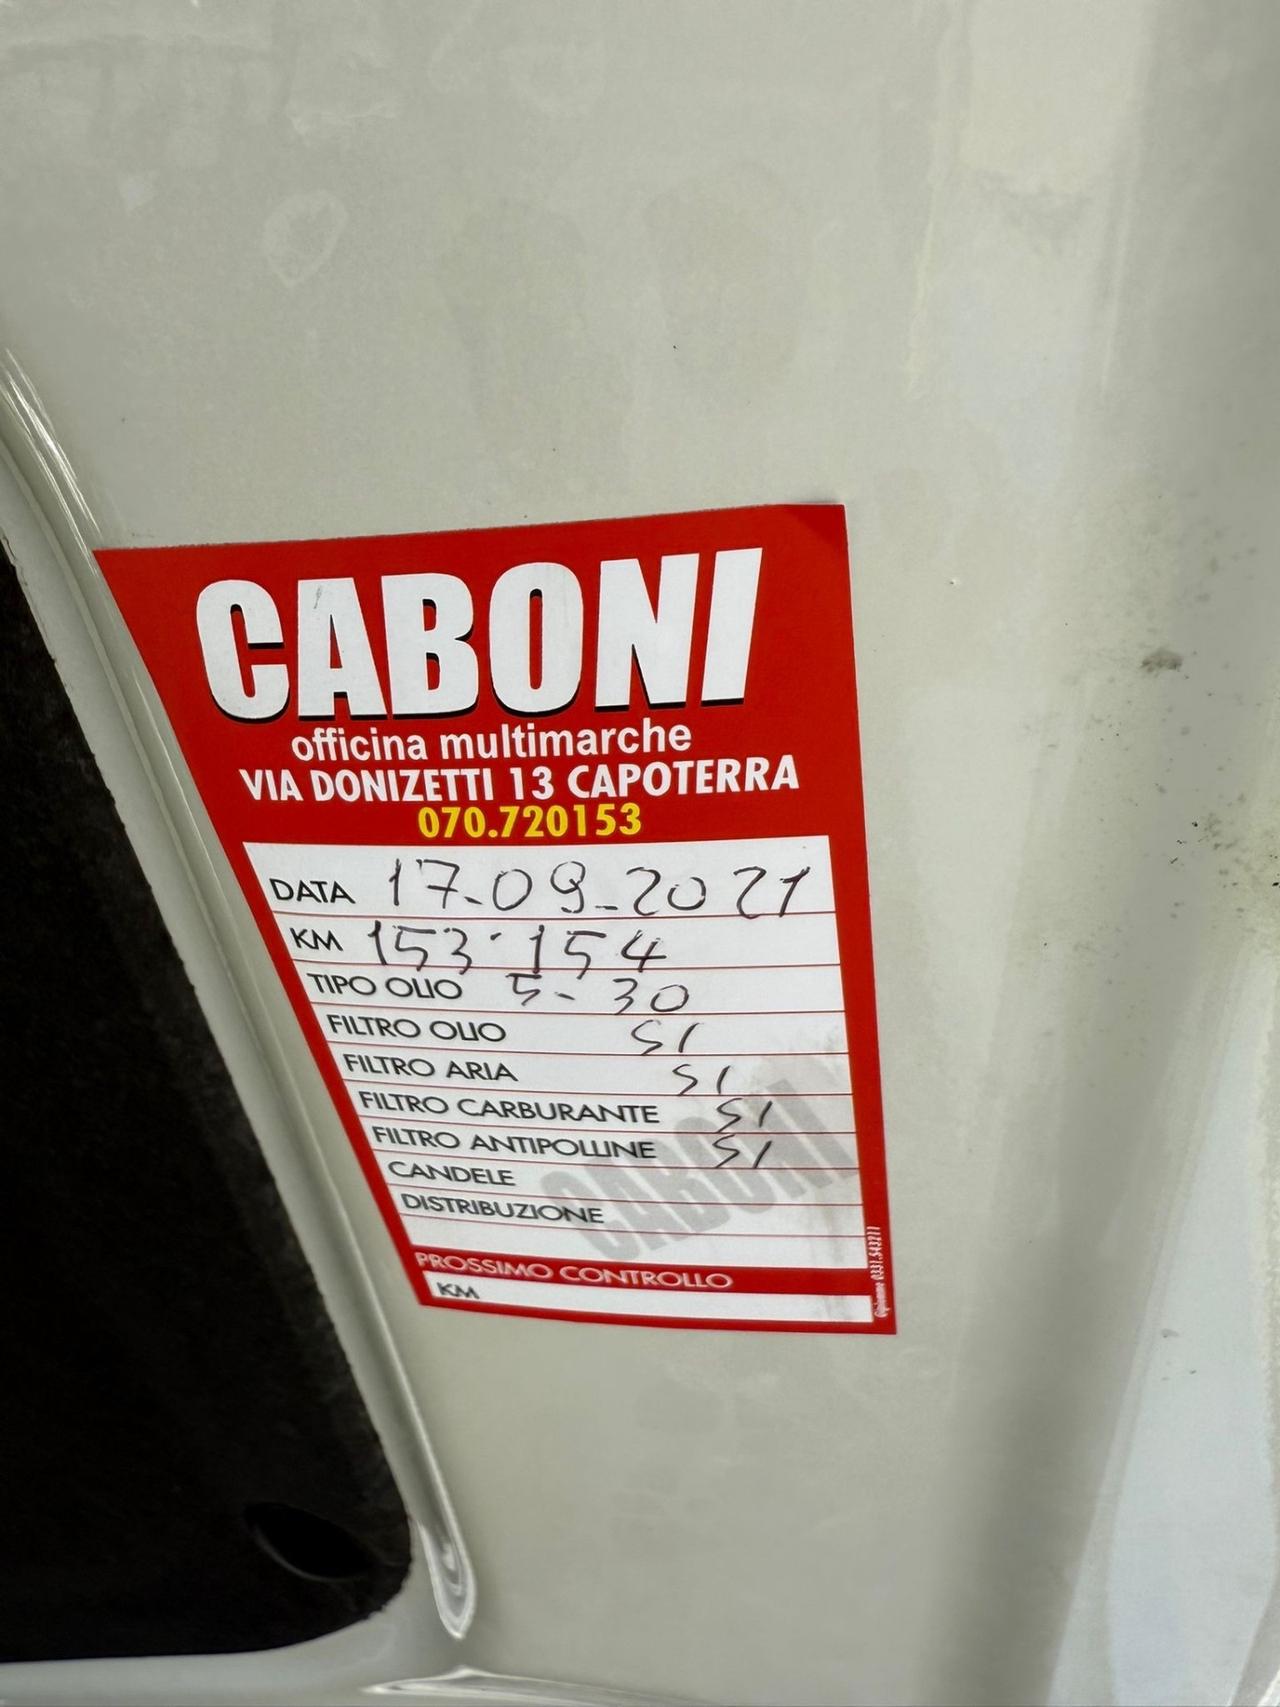 CABONI
officina multimarche
VIA DONIZETTI 13 CAPOTERRA
070.720153
DATA 17-09-2021
KM 153·154
TIPO OLIO 5-30
FILTRO OLIO SI
FILTRO ARIA SI
FILTRO CARBURANTE SI
FILTRO ANTIPOLLINE SI
CANDELE
DISTRIBUZIONE
CABONI
PROSSIMO CONTROLLO
KM
0331.543211